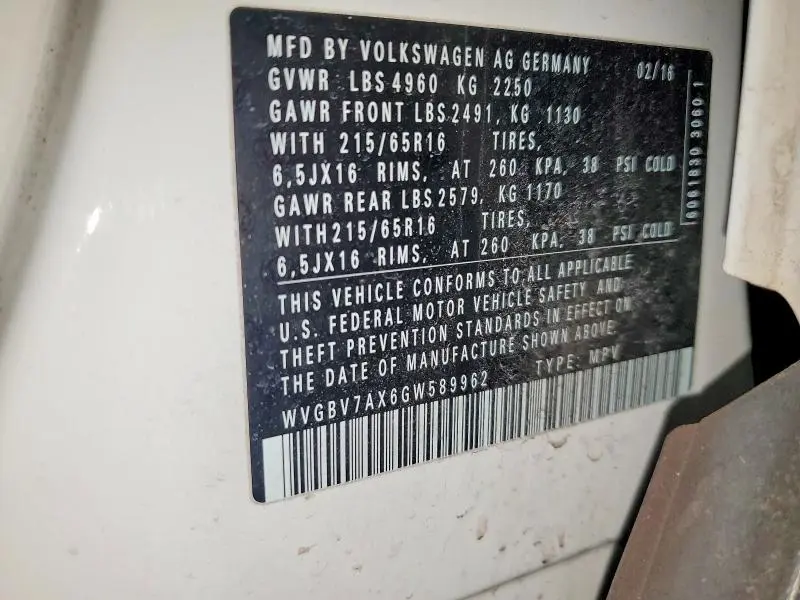 MFD BY VOLKSWAGEN AG GERMANY 02/16
GVWR LBS 4960 KG 2250
GAWR FRONT LBS 2491, KG 1130
WITH 215/65R16 TIRES,
6,5JX16 RIMS, AT 260 KPA, 38 PSI COLD
GAWR REAR LBS 2579, KG 1170
WITH 215/65R16 TIRES,
6,5JX16 RIMS, AT 260 KPA, 38 PSI COLD
THIS VEHICLE CONFORMS TO ALL APPLICABLE
U.S. FEDERAL MOTOR VEHICLE SAFETY AND
THEFT PREVENTION STANDARDS IN EFFECT ON
THE DATE OF MANUFACTURE SHOWN ABOVE.
WVGBV7AX6GW589962 TYPE: MPV